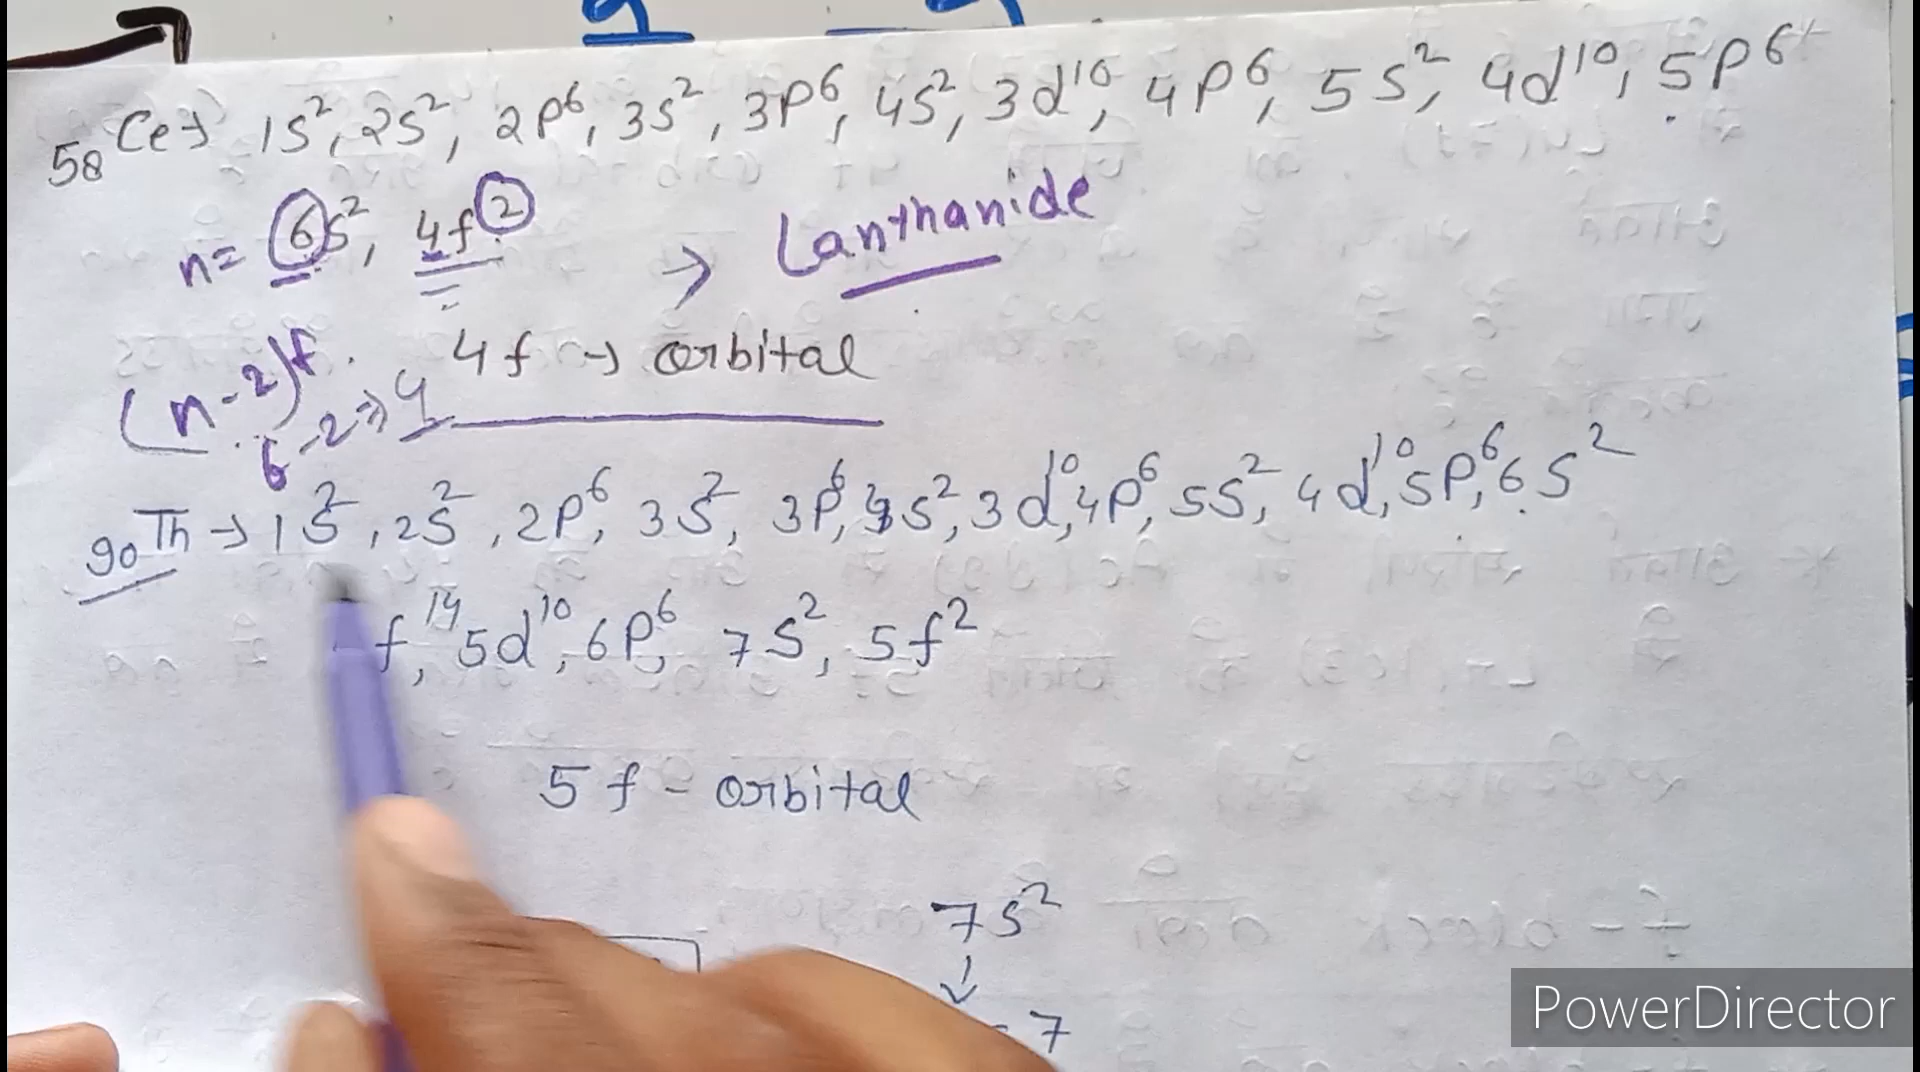 58Ce→ 1s², 2s², 2p⁶, 3s², 3p⁶, 4s², 3d¹⁰, 4p⁶, 5s², 4d¹⁰, 5p⁶
n= 6s², 4f² → Lanthanide
(n-2)f 4f → orbital
6-2⇒4
90Th → 1s², 2s², 2p⁶, 3s², 3p⁶, 4s², 3d¹⁰, 4p⁶, 5s², 4d¹⁰, 5p⁶, 6s²
f¹⁴, 5d¹⁰, 6p⁶, 7s², 5f²
5f - orbital
7s²
↓
7
PowerDirector